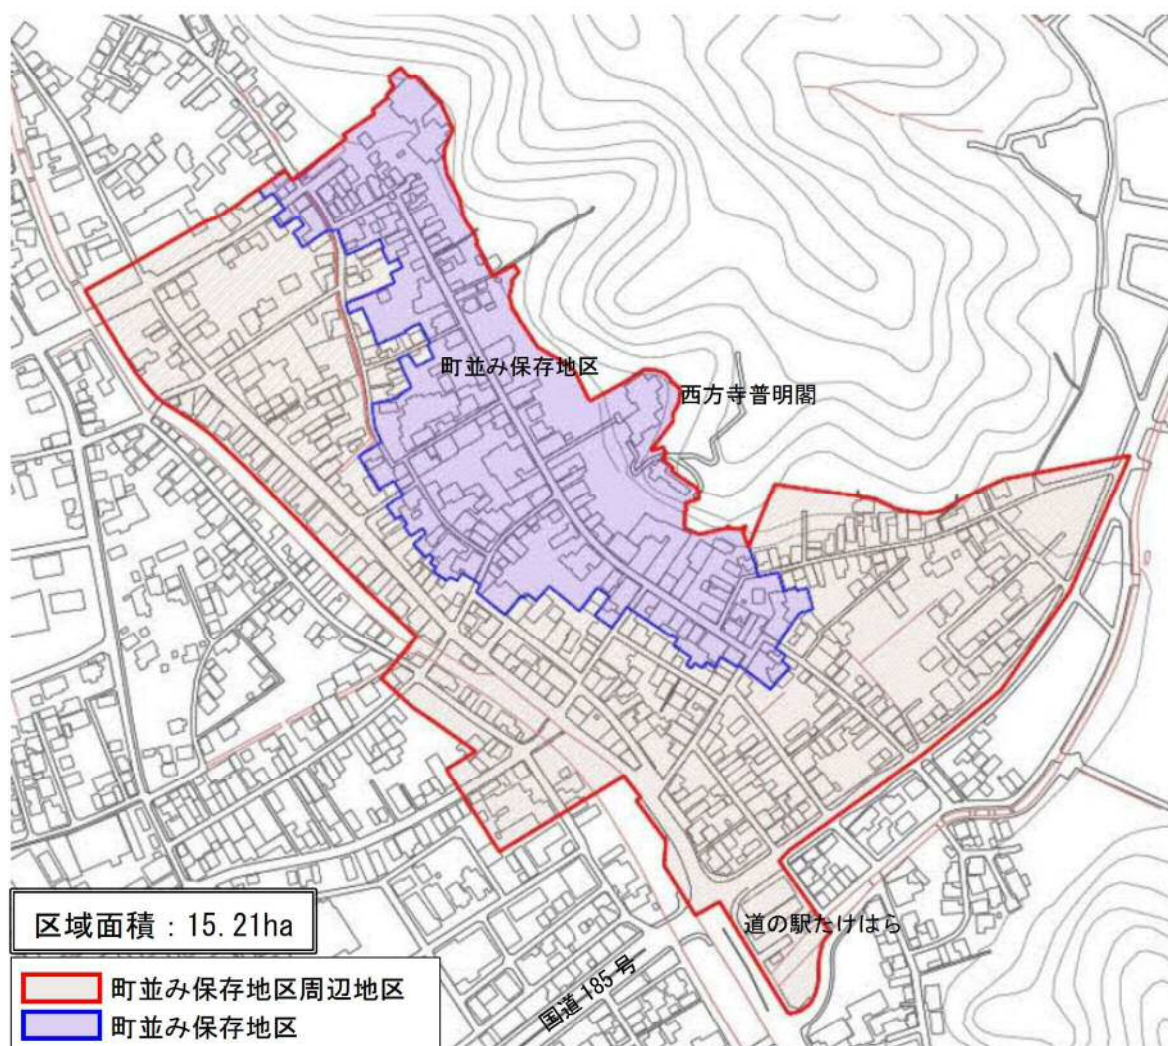 町並み保存地区
西方寺普明閣
道の駅たけはら
国道185号
区域面積：15.21ha
町並み保存地区周辺地区
町並み保存地区